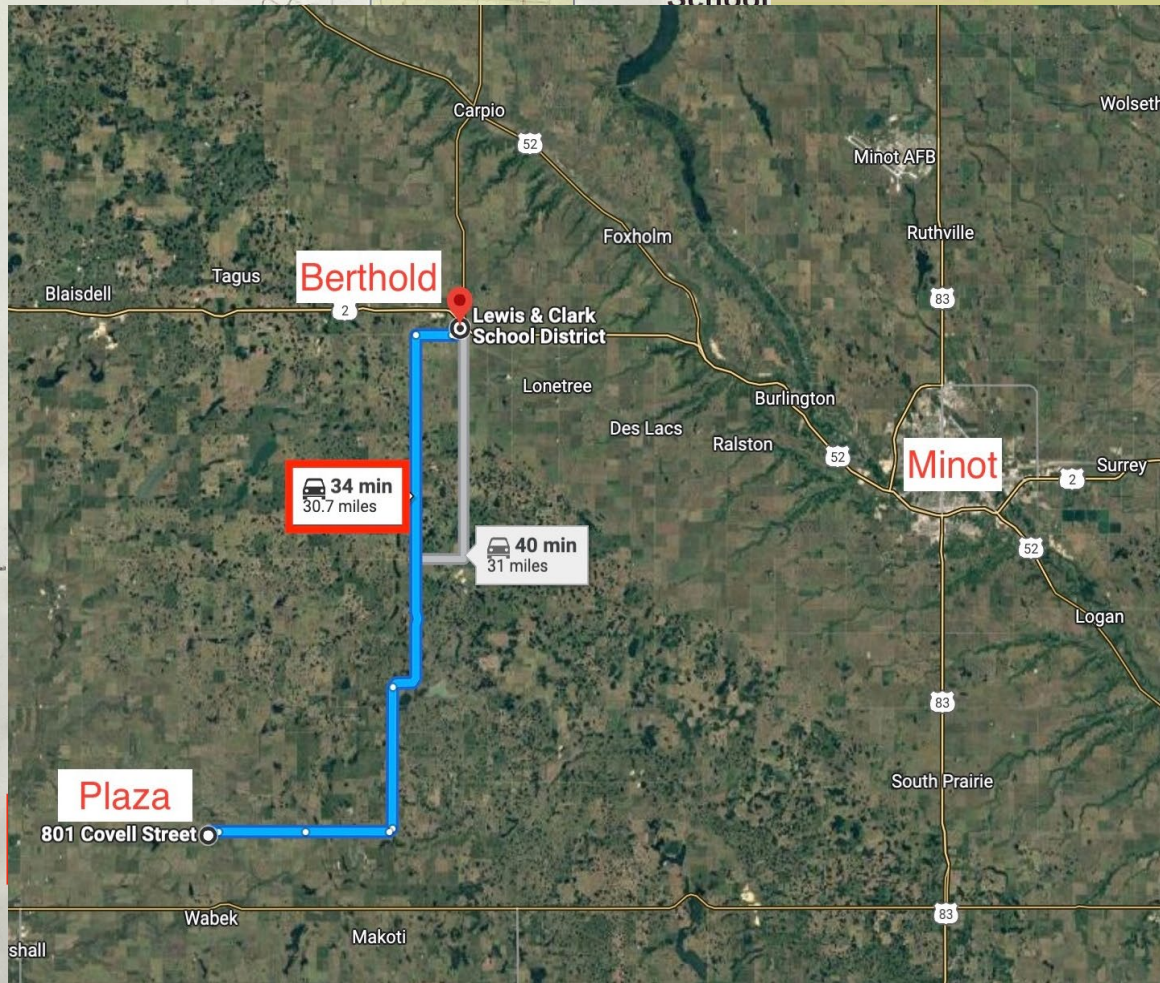 School
Carpio
52
Wolseth
Minot AFB
Foxholm
Ruthville
Berthold
Tagus
Blaisdell
2
83
Lewis & Clark
School District
Lonetree
Burlington
Des Lacs
Ralston
52
Minot
Surrey
2
34 min
30.7 miles
40 min
31 miles
52
Logan
83
South Prairie
Plaza
801 Covell Street
Wabek
Makoti
83
shall